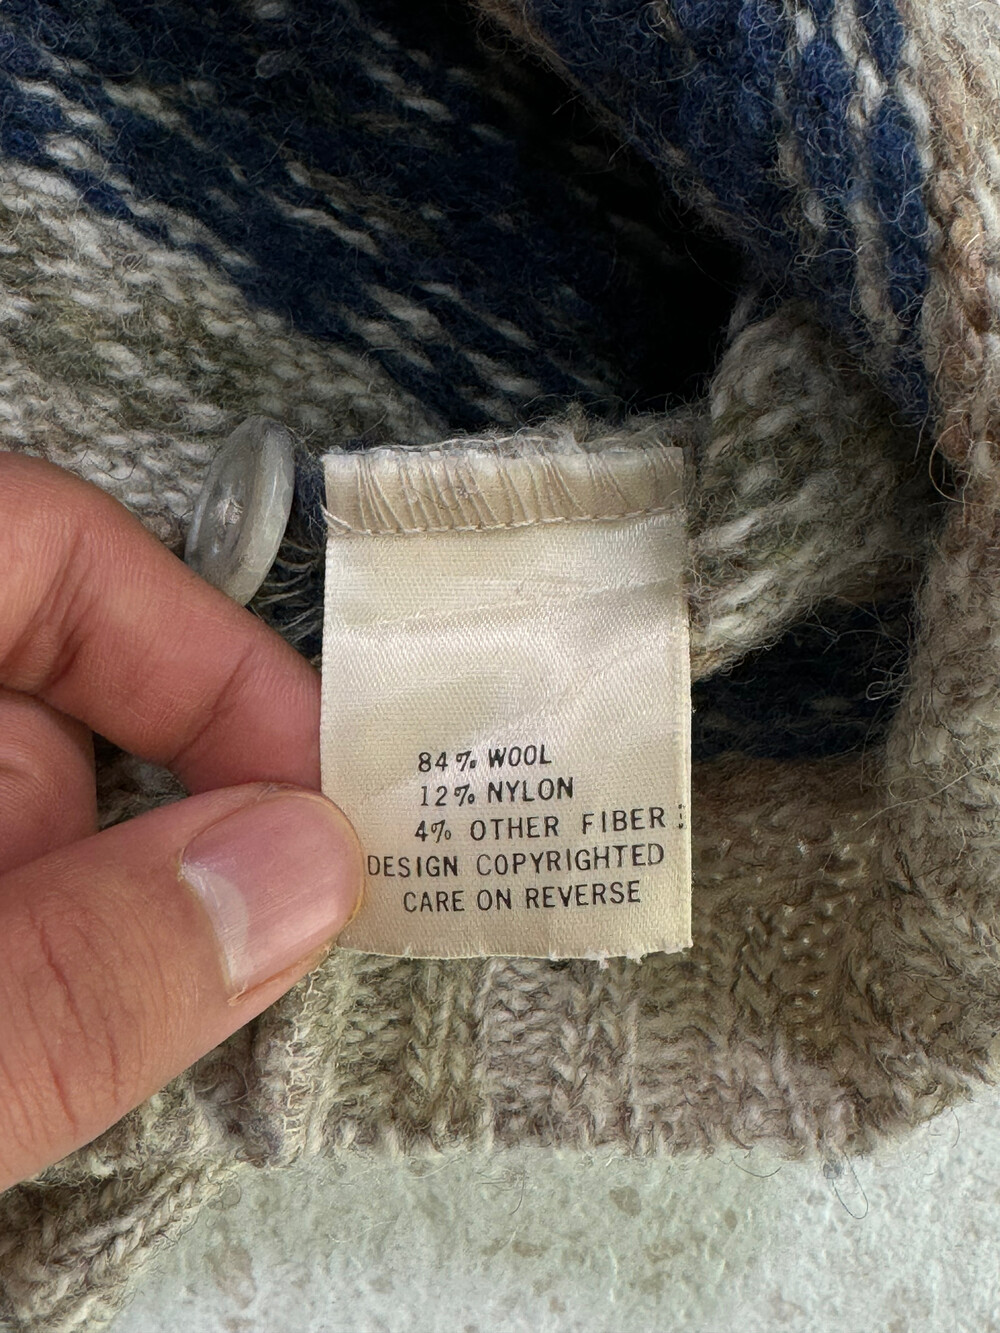 84% WOOL
12% NYLON
4% OTHER FIBER
DESIGN COPYRIGHTED
CARE ON REVERSE